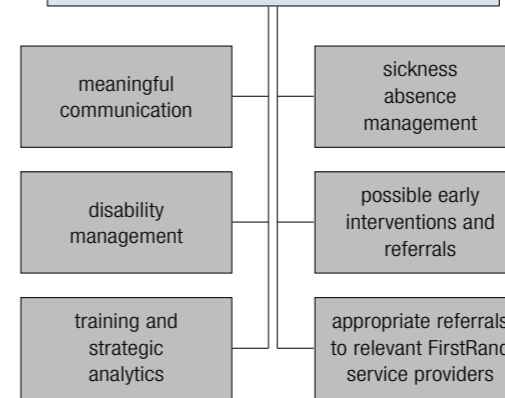 meaningful
communication
sickness
absence
management
disability
management
possible early
interventions and
referrals
training and
strategic
analytics
appropriate referrals
to relevant FirstRand
service providers